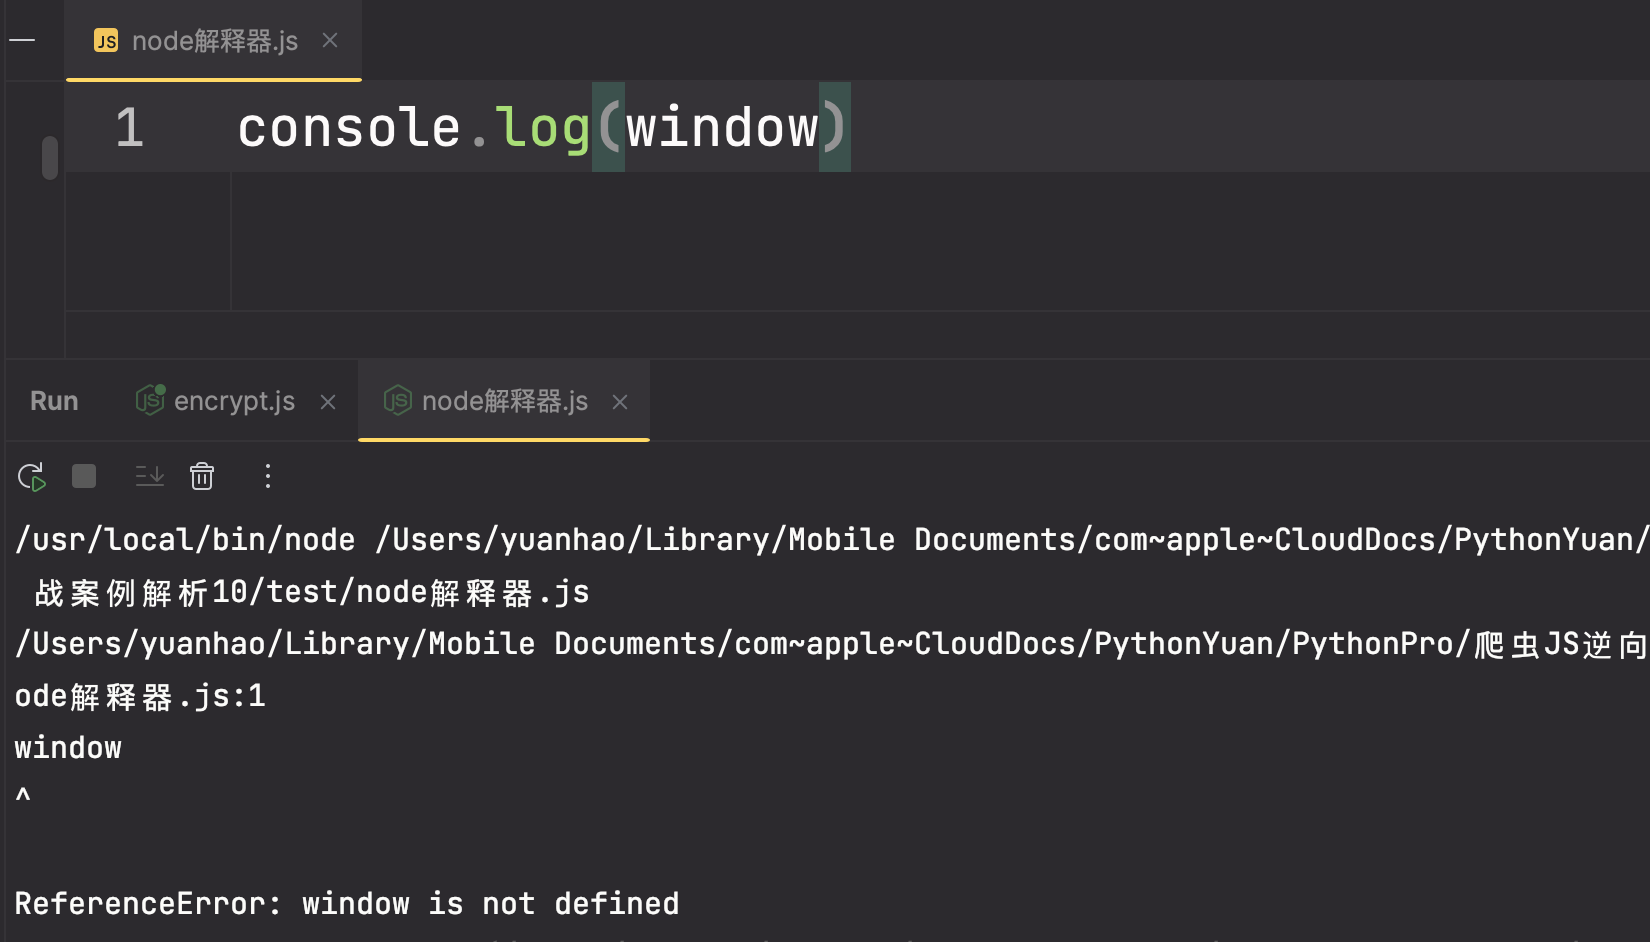 JS node解释器.js
1 console.log(window)
Run encrypt.js node解释器.js
/usr/local/bin/node /Users/yuanhao/Library/Mobile Documents/com~apple~CloudDocs/PythonYuan/
战案例解析10/test/node解释器.js
/Users/yuanhao/Library/Mobile Documents/com~apple~CloudDocs/PythonYuan/PythonPro/爬虫JS逆向
ode解释器.js:1
window
^
ReferenceError: window is not defined